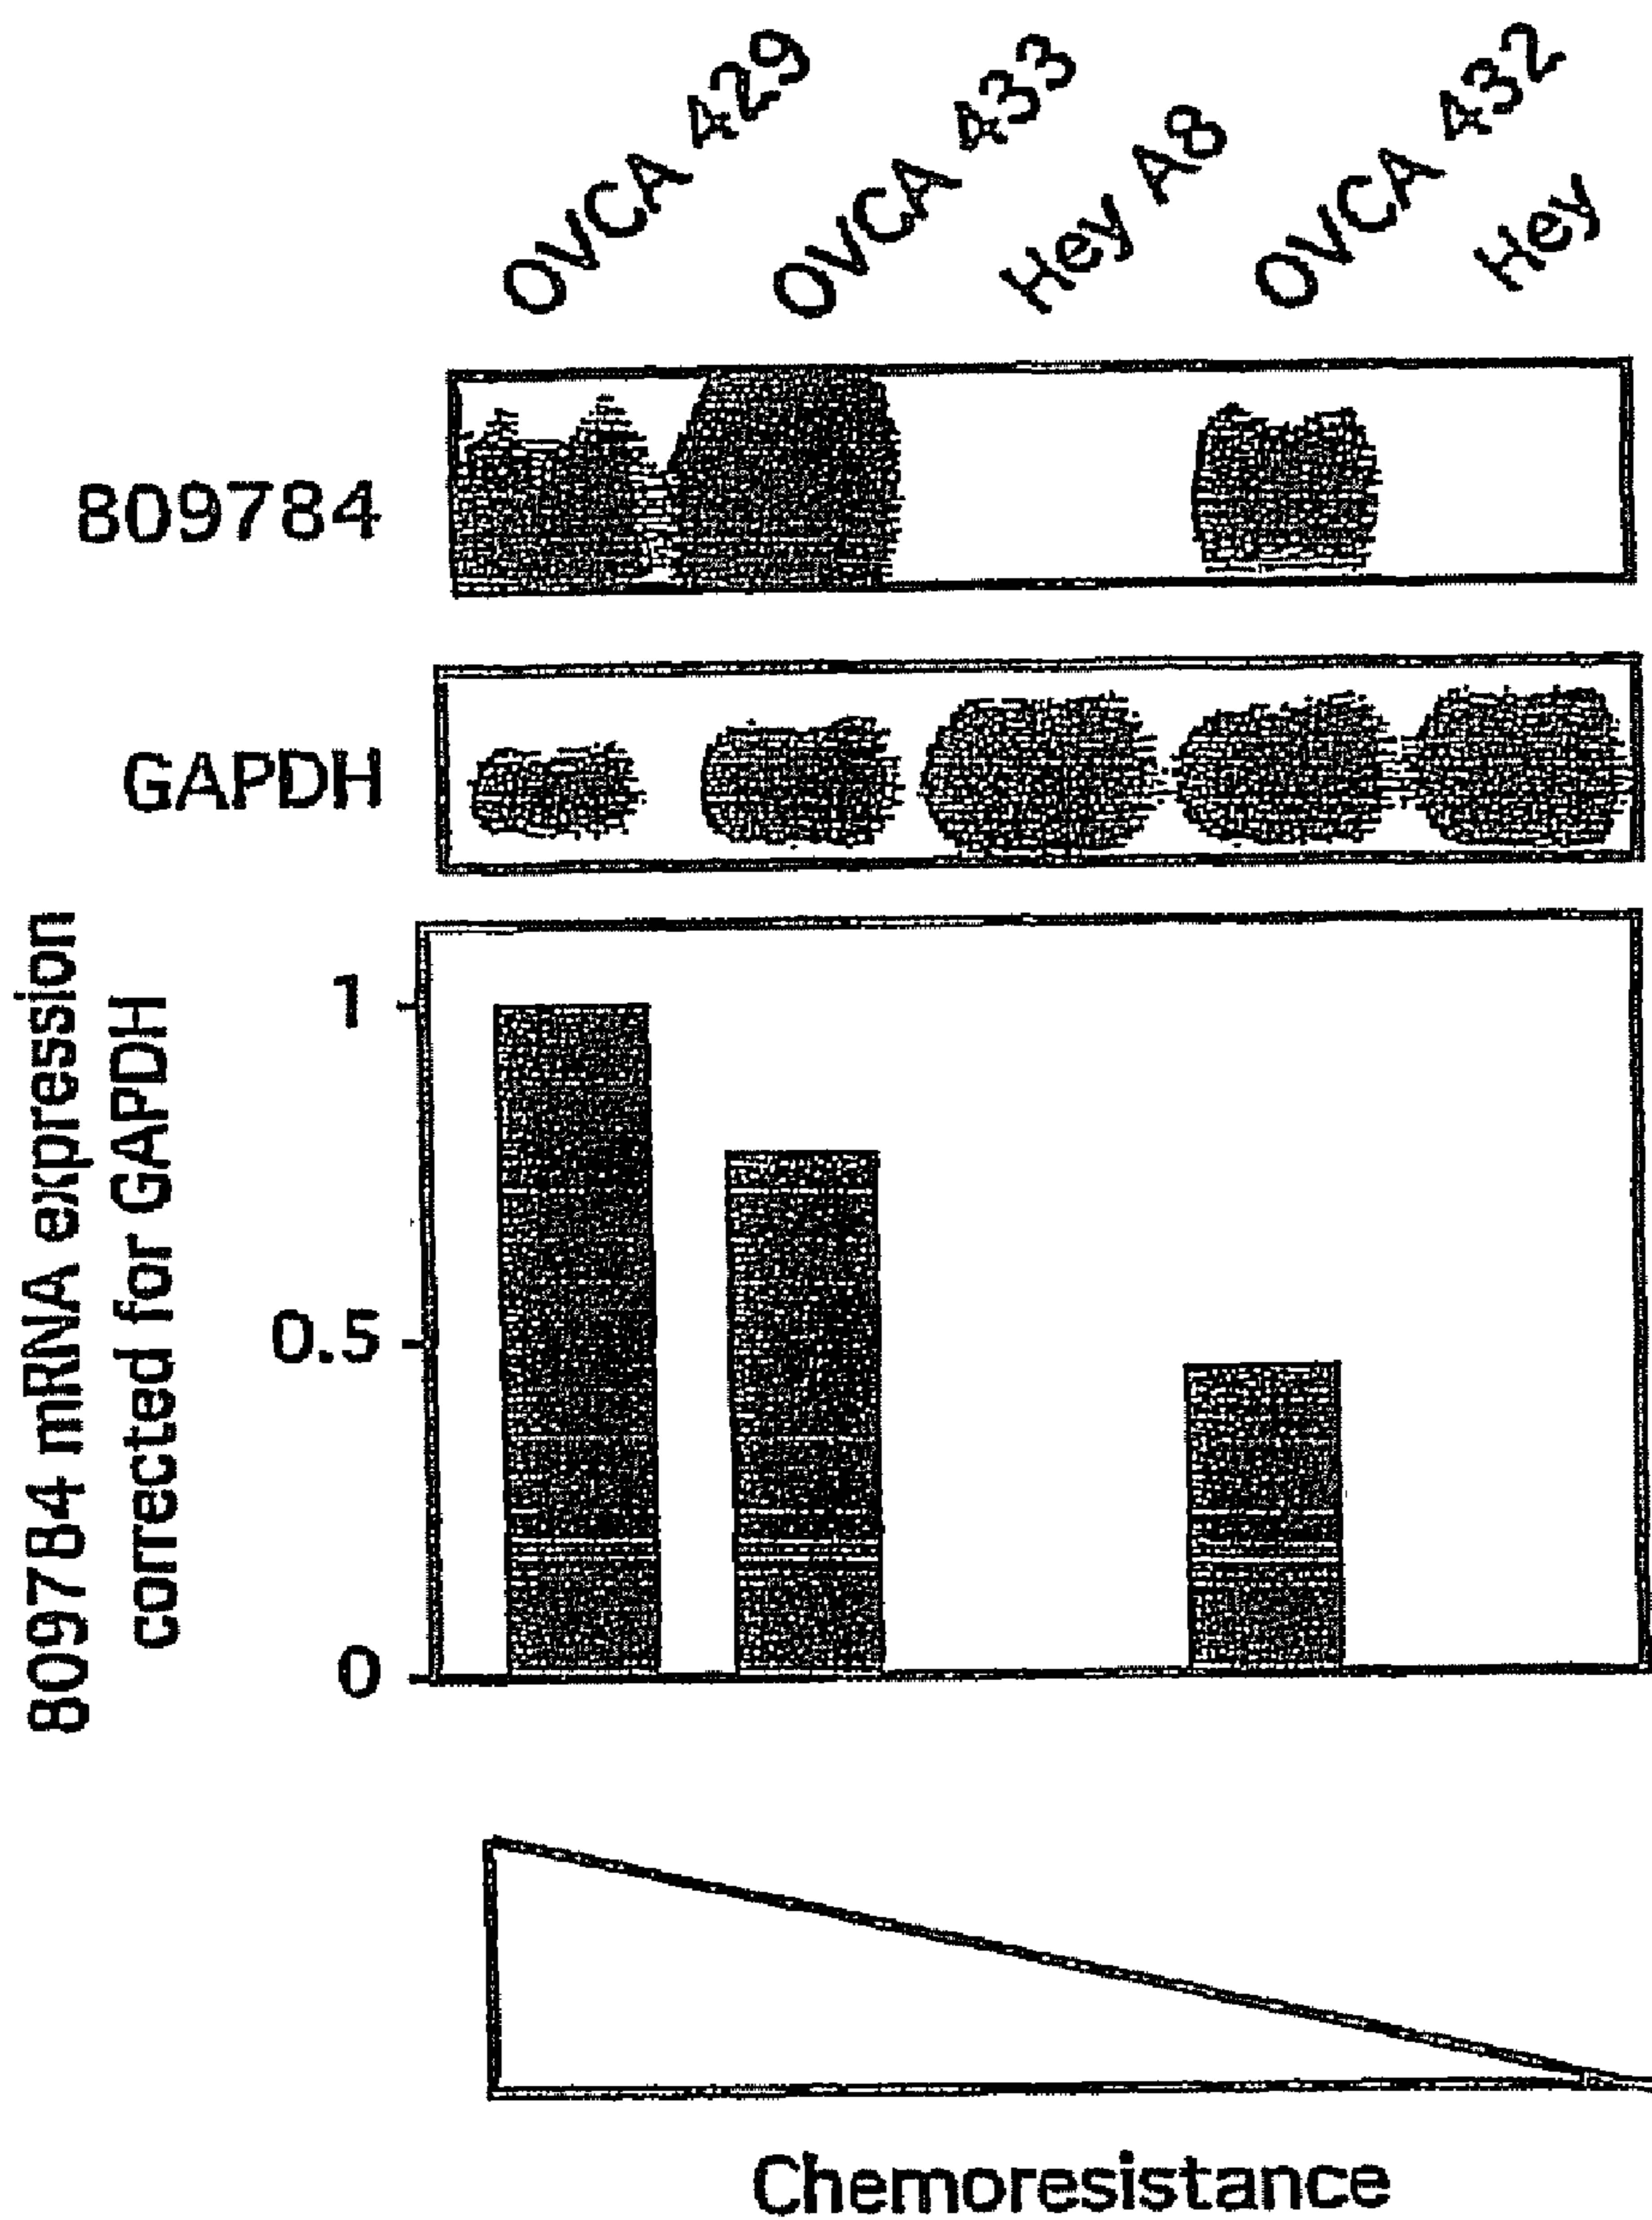 OVCA 429
OVCA 433
Hey A8
OVCA 432
Hey
809784
GAPDH
809784 mRNA expression
corrected for GAPDH
1
0.5
0
Chemoresistance